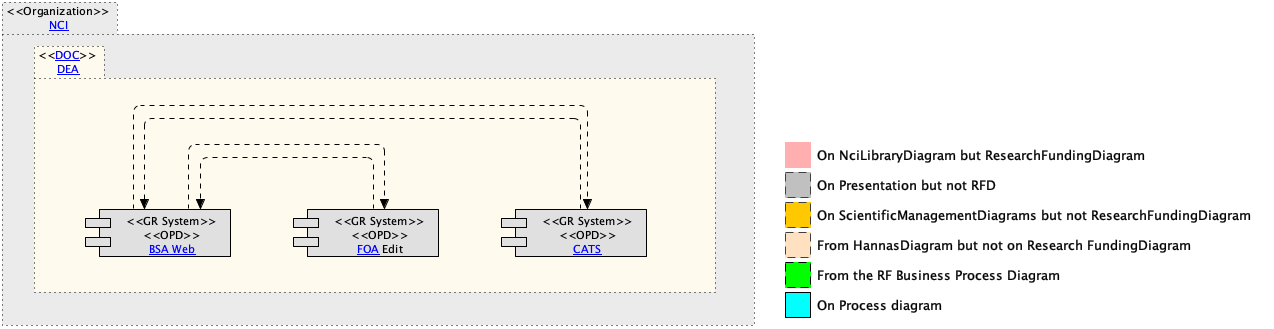 <<Organization>>
NCI
<<DOC>>
DEA
<<GR System>>
<<OPD>>
BSA Web
<<GR System>>
<<OPD>>
FOA Edit
<<GR System>>
<<OPD>>
CATS
On NciLibraryDiagram but ResearchFundingDiagram
On Presentation but not RFD
On ScientificManagementDiagrams but not ResearchFundingDiagram
From HannasDiagram but not on Research FundingDiagram
From the RF Business Process Diagram
On Process diagram